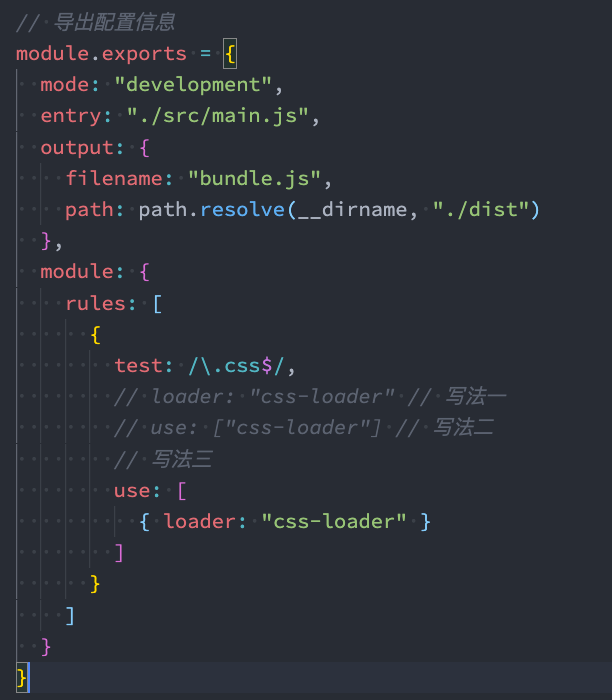 // 导出配置信息
module.exports = {
  mode: "development",
  entry: "./src/main.js",
  output: {
    filename: "bundle.js",
    path: path.resolve(__dirname, "./dist")
  },
  module: {
    rules: [
      {
        test: /\.css$/,
        // loader: "css-loader" // 写法一
        // use: ["css-loader"] // 写法二
        // 写法三
        use: [
          { loader: "css-loader" }
        ]
      }
    ]
  }
}